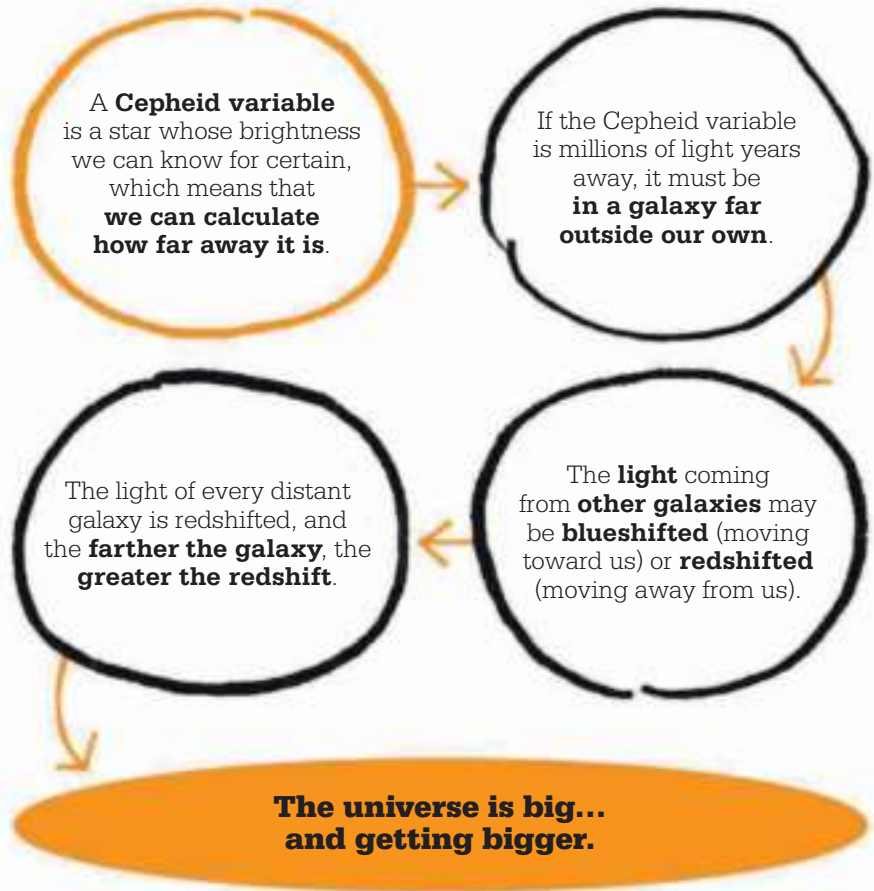 A Cepheid variable
is a star whose brightness
we can know for certain,
which means that
we can calculate
how far away it is.
If the Cepheid variable
is millions of light years
away, it must be
in a galaxy far
outside our own.
The light coming
from other galaxies may
be blueshifted (moving
toward us) or redshifted
(moving away from us).
The light of every distant
galaxy is redshifted, and
the farther the galaxy, the
greater the redshift.
The universe is big...
and getting bigger.